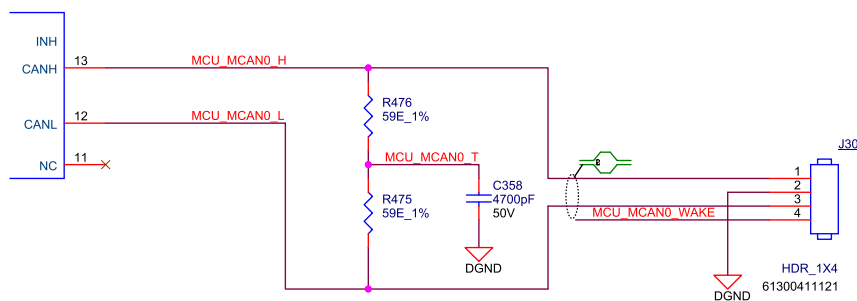 INH
13
CANH
MCU_MCAN0_H
R476
59E_1%
12
CANL
MCU_MCAN0_L
11
NC
MCU_MCAN0_T
R475
59E_1%
C358
4700pF
50V
DGND
J30
1
2
3
4
MCU_MCAN0_WAKE
DGND
HDR_1X4
61300411121